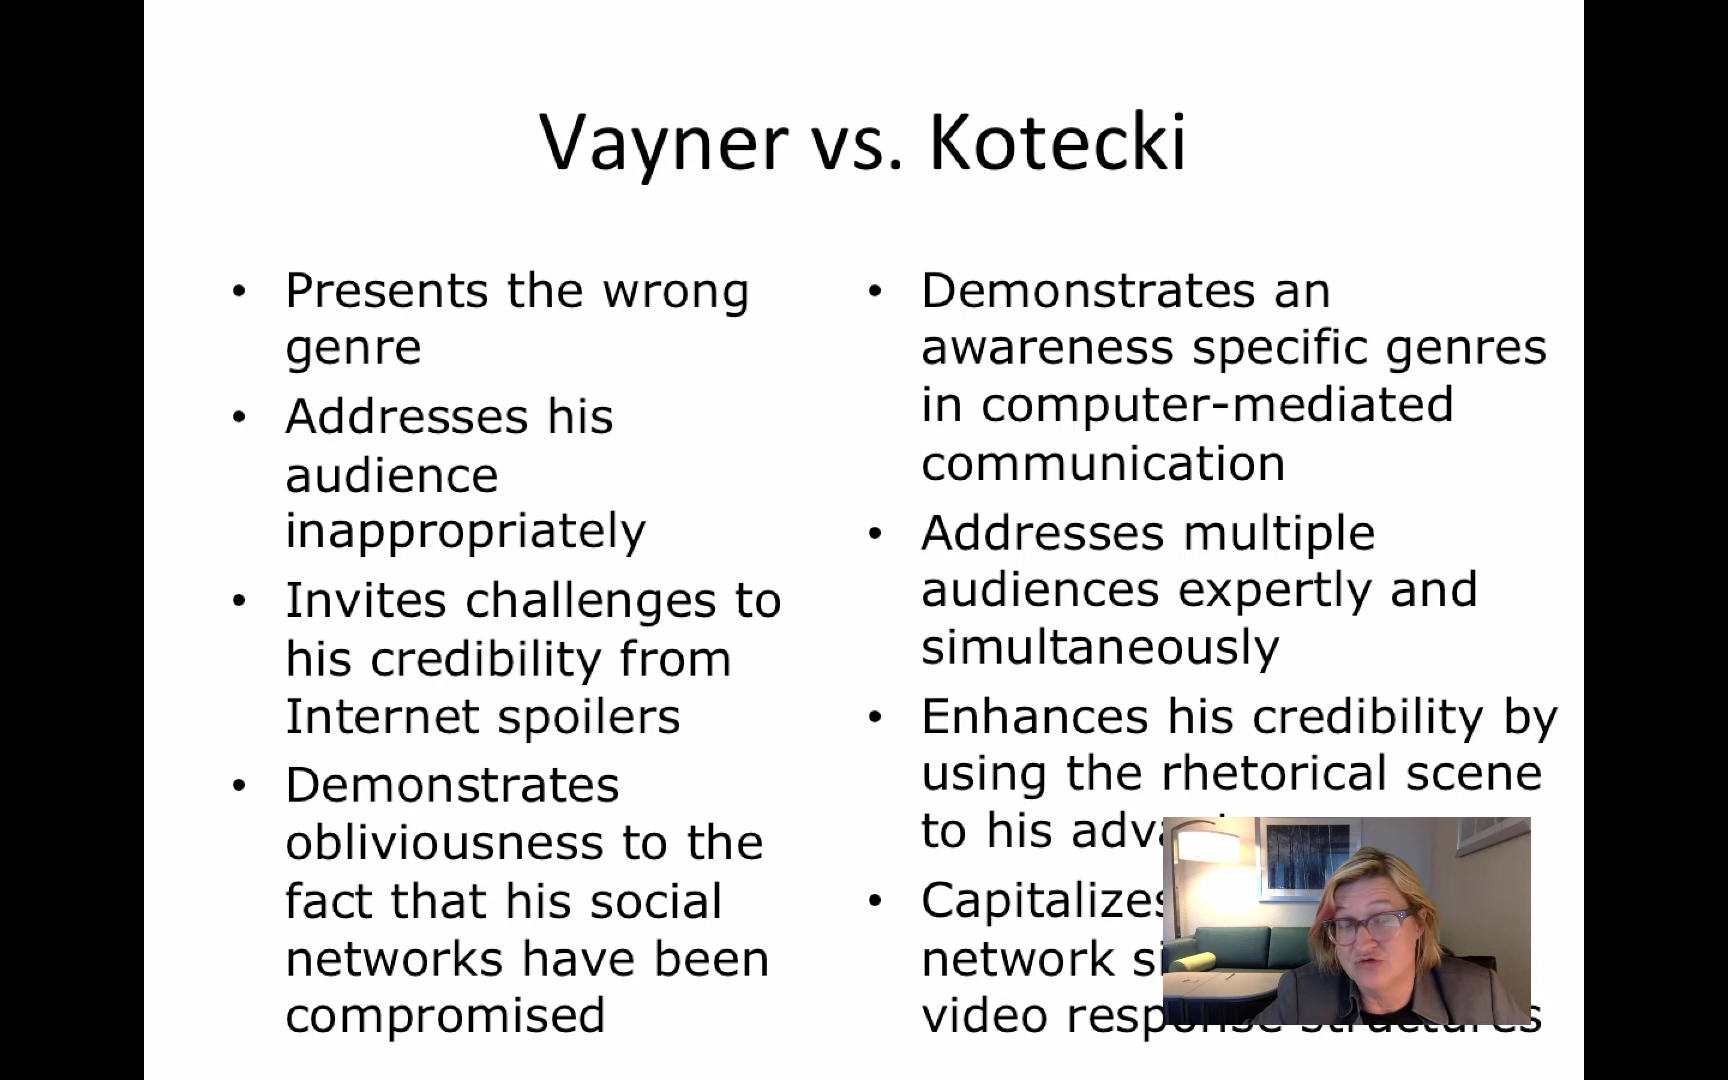 Vayner vs. Kotecki
• Presents the wrong
genre
• Addresses his
audience
inappropriately
• Invites challenges to
his credibility from
Internet spoilers
• Demonstrates
obliviousness to the
fact that his social
networks have been
compromised
• Demonstrates an
awareness specific genres
in computer-mediated
communication
• Addresses multiple
audiences expertly and
simultaneously
• Enhances his credibility by
using the rhetorical scene
to his
• Capitalizes
network
video response structures